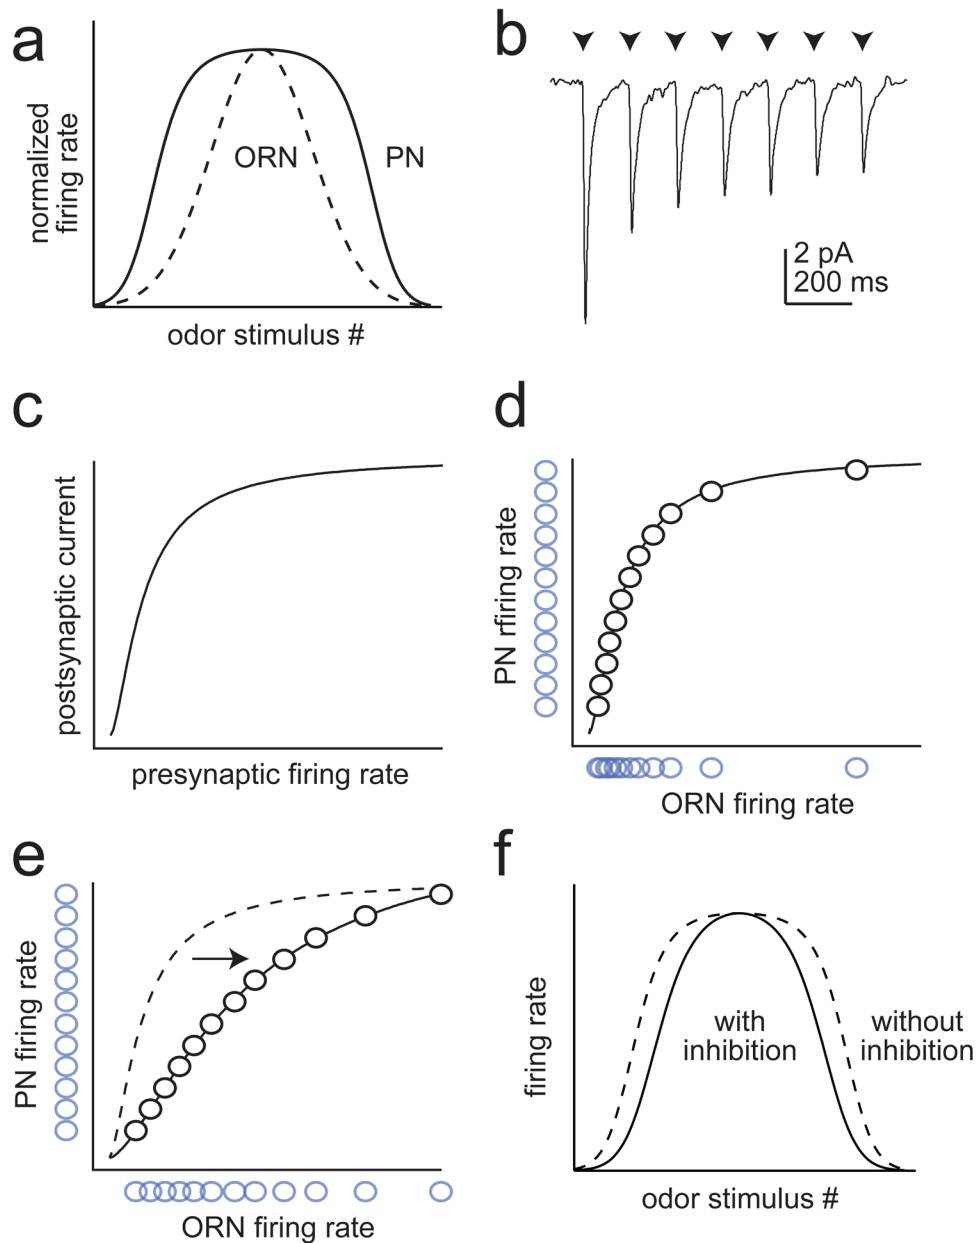 a
normalized
firing rate
ORN
PN
odor stimulus #
b
2 pA
200 ms
c
postsynaptic current
presynaptic firing rate
d
PN rfiring rate
ORN firing rate
e
PN firing rate
ORN firing rate
f
firing rate
with
inhibition
without
inhibition
odor stimulus #